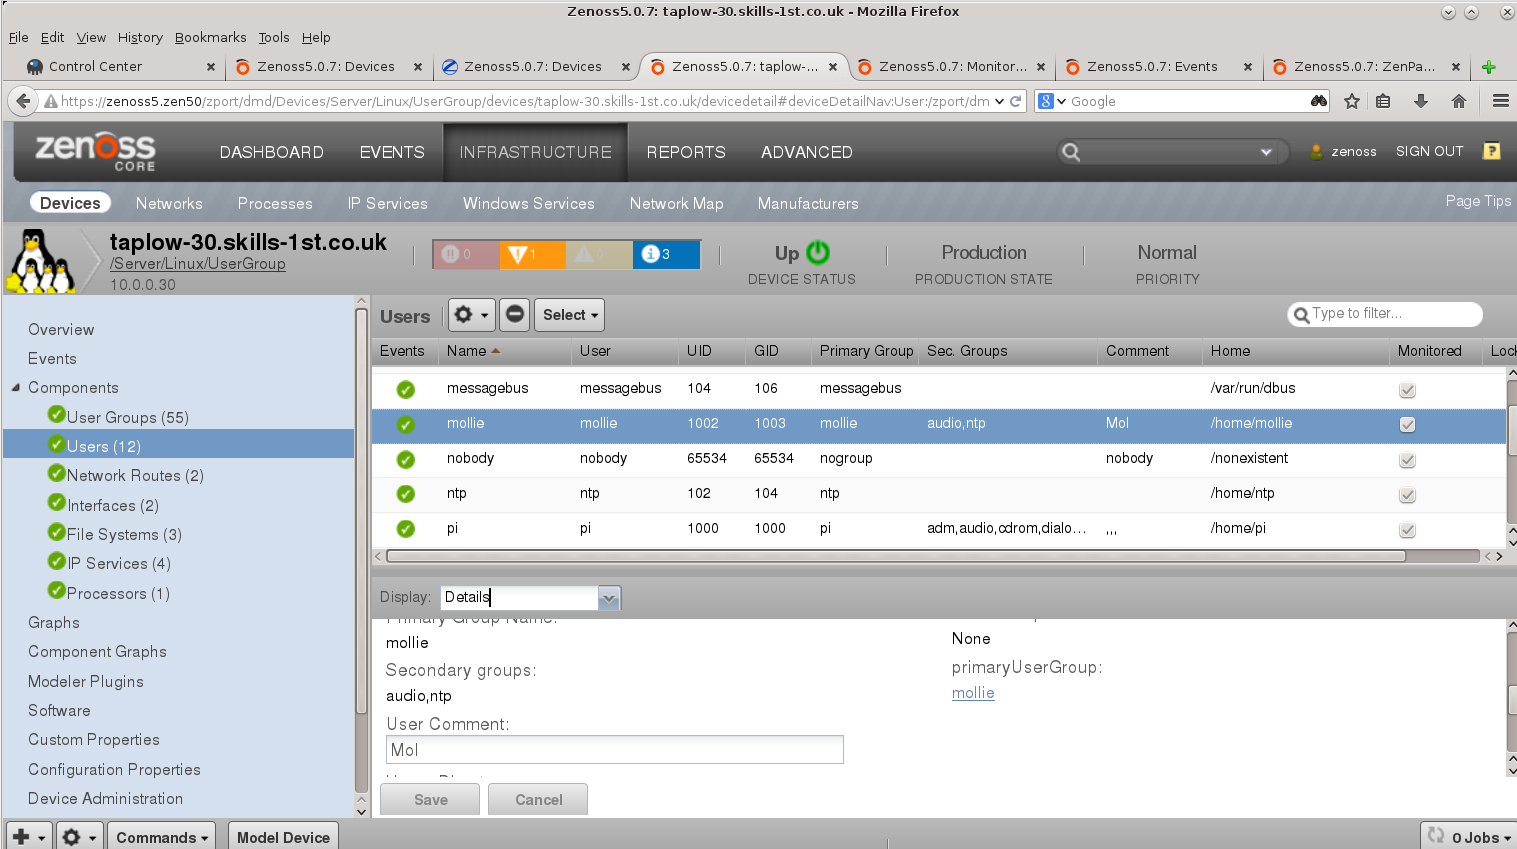 Zenoss5.0.7: taplow-30.skills-1st.co.uk - Mozilla Firefox
File Edit View History Bookmarks Tools Help
Control Center × Zenoss5.0.7: Devices × Zenoss5.0.7: Devices × Zenoss5.0.7: taplow-... × Zenoss5.0.7: Monitor... × Zenoss5.0.7: Events × Zenoss5.0.7: ZenPa... ×
https://zenoss5.zen50/zport/dmd/Devices/Server/Linux/UserGroup/devices/taplow-30.skills-1st.co.uk/devicedetail#deviceDetailNav:User:/zport/dm
Google
zenoss CORE
DASHBOARD EVENTS INFRASTRUCTURE REPORTS ADVANCED
zenoss SIGN OUT ?
Devices Networks Processes IP Services Windows Services Network Map Manufacturers Page Tips
taplow-30.skills-1st.co.uk
/Server/Linux/UserGroup
10.0.0.30
0 1 0 3
Up
DEVICE STATUS
Production
PRODUCTION STATE
Normal
PRIORITY
Overview
Events
Components
User Groups (55)
Users (12)
Network Routes (2)
Interfaces (2)
File Systems (3)
IP Services (4)
Processors (1)
Graphs
Component Graphs
Modeler Plugins
Software
Custom Properties
Configuration Properties
Device Administration
Users Select Type to filter...
Events Name User UID GID Primary Group Sec. Groups Comment Home Monitored Lock
messagebus messagebus 104 106 messagebus /var/run/dbus
mollie mollie 1002 1003 mollie audio,ntp Mol /home/mollie
nobody nobody 65534 65534 nogroup nobody /nonexistent
ntp ntp 102 104 ntp /home/ntp
pi pi 1000 1000 pi adm,audio,cdrom,dialo... ,,, /home/pi
Display: Details
Primary Group Name:
mollie
Secondary groups:
audio,ntp
User Comment:
Mol
None
primaryUserGroup:
mollie
Save Cancel
Commands Model Device 0 Jobs